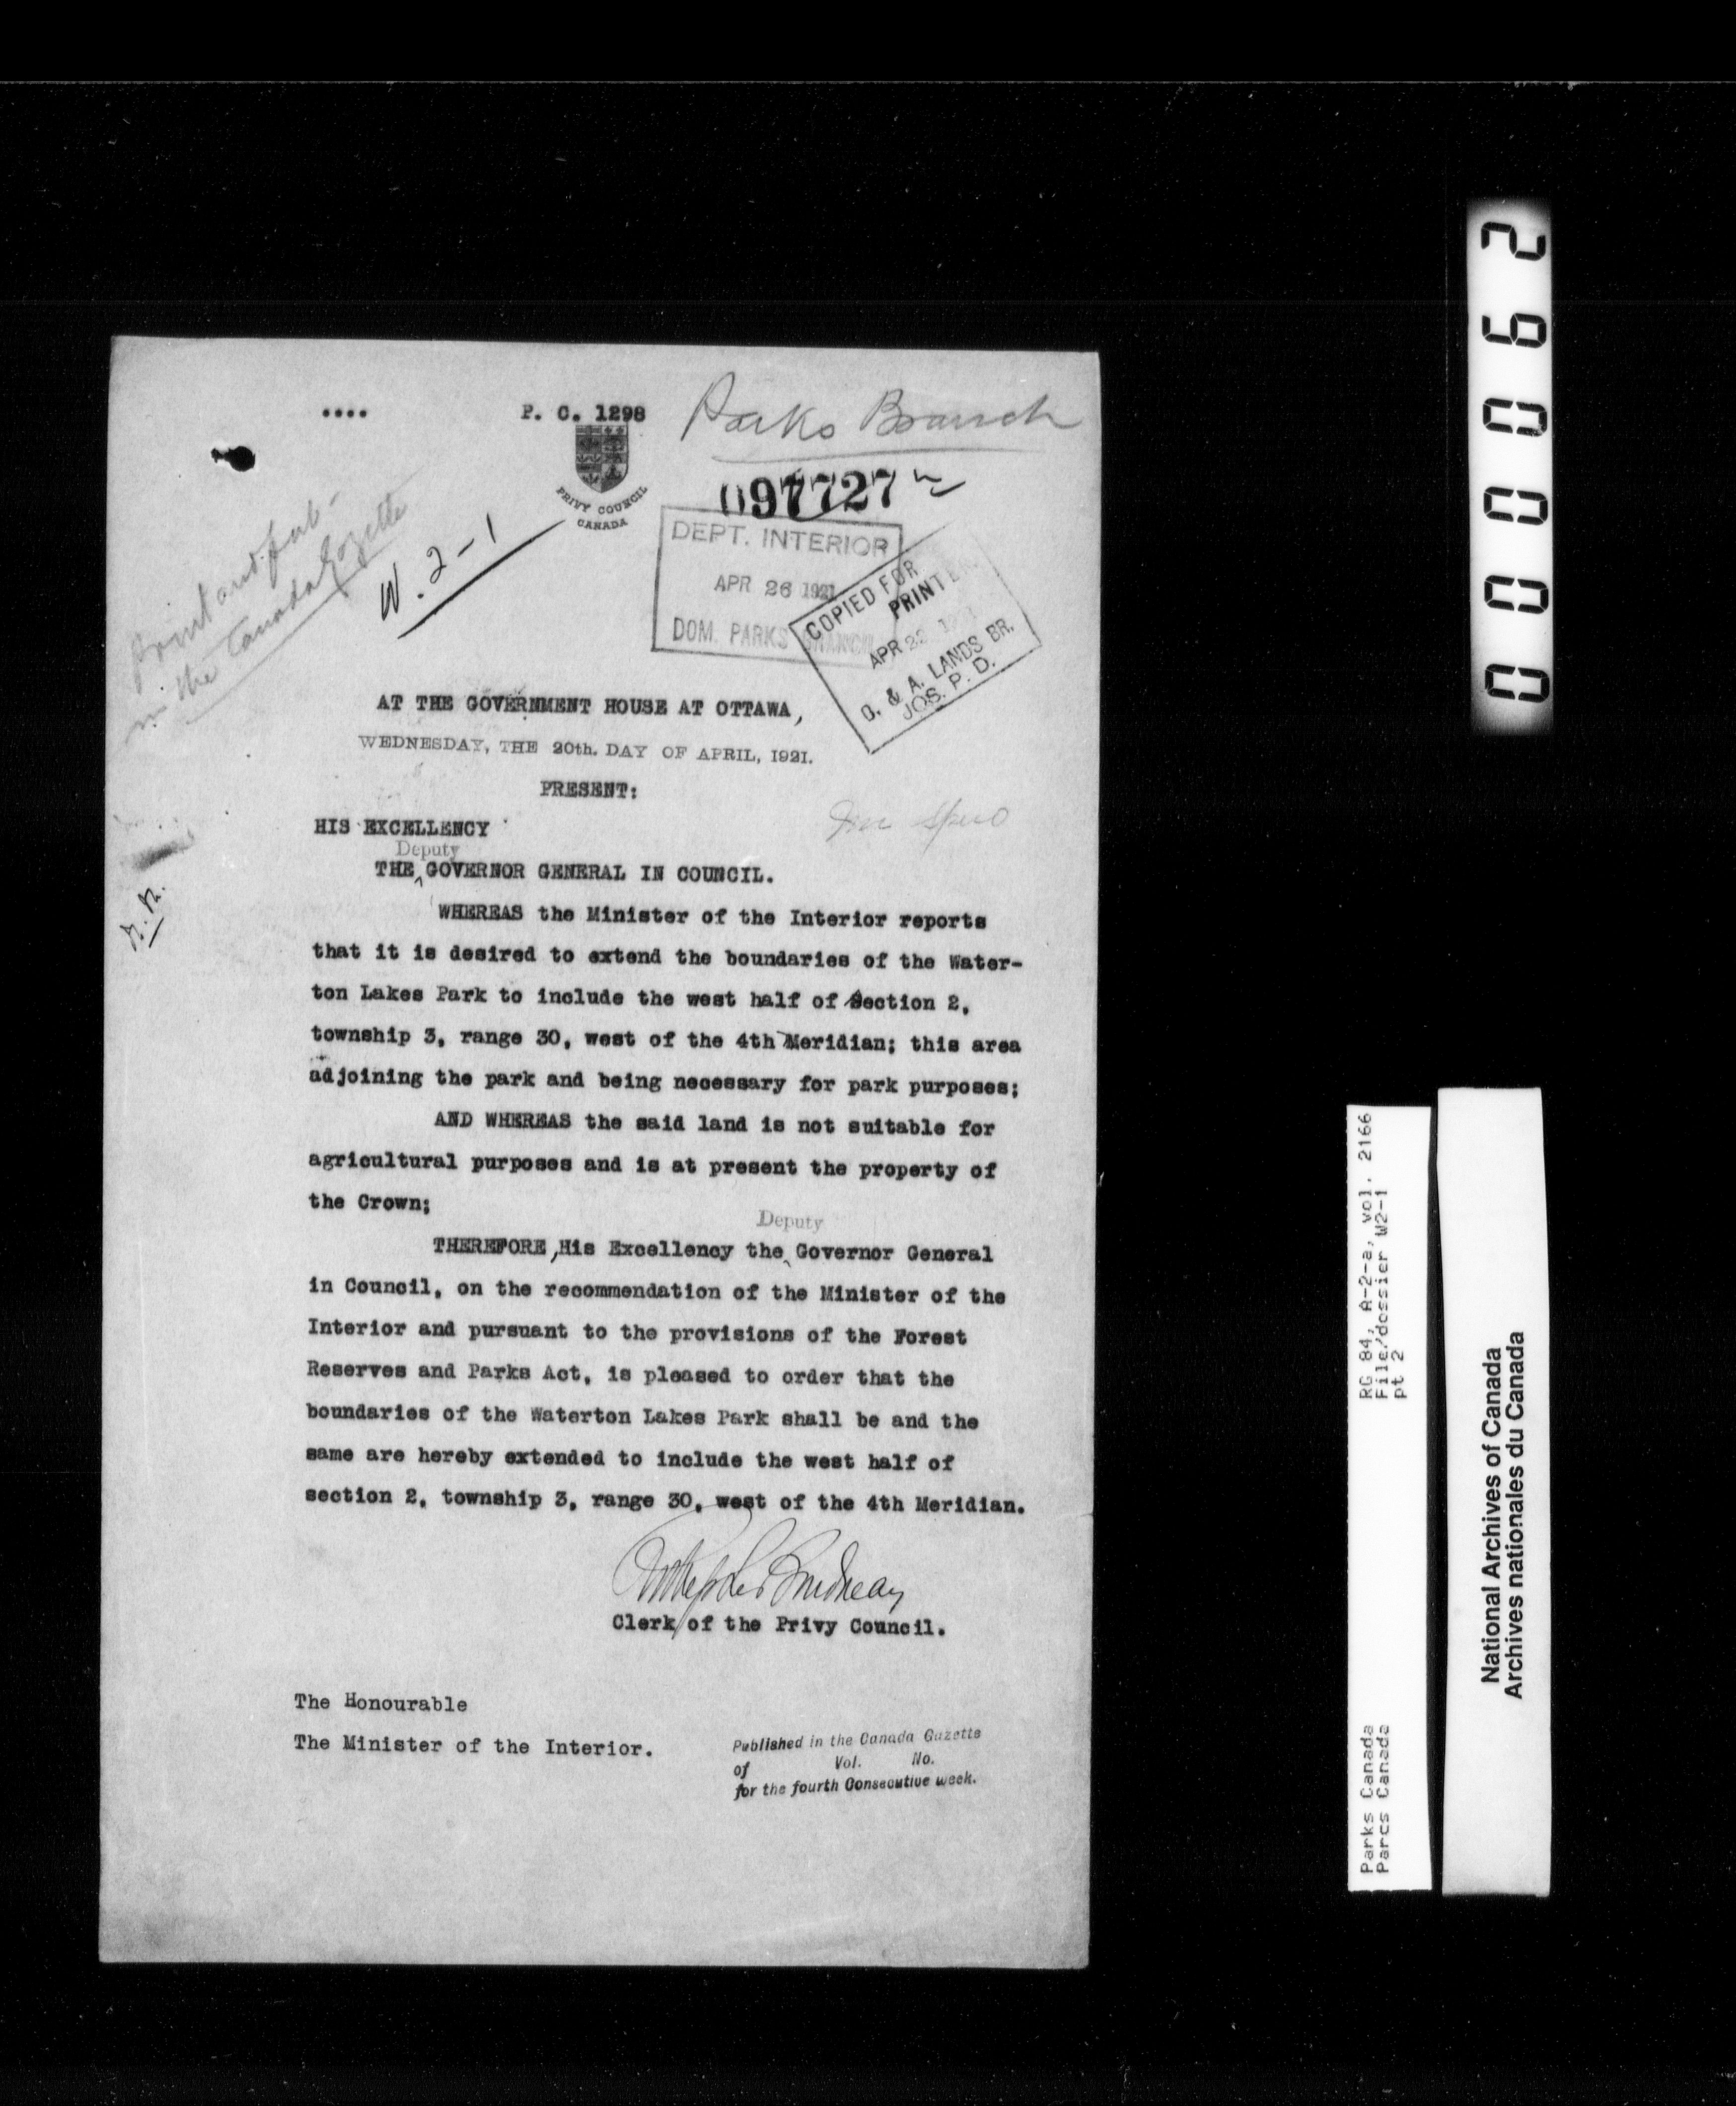 P. C. 1298
Parks Branch
PRIVY COUNCIL
CANADA
097727
W. 2-1
Print and pub-
in the Canada Gazette
DEPT. INTERIOR
APR 26 1921
DOM. PARKS BRANCH
COPIED FOR
PRINTER
APR 22 1921
O. & A. LANDS BR.
JOS. P. D.
AT THE GOVERNMENT HOUSE AT OTTAWA,
WEDNESDAY, THE 20th. DAY OF APRIL, 1921.
PRESENT:
HIS EXCELLENCY
Deputy
THE GOVERNOR GENERAL IN COUNCIL.
WHEREAS the Minister of the Interior reports
that it is desired to extend the boundaries of the Water-
ton Lakes Park to include the west half of Section 2,
township 3, range 30, west of the 4th Meridian; this area
adjoining the park and being necessary for park purposes;
AND WHEREAS the said land is not suitable for
agricultural purposes and is at present the property of
the Crown;
Deputy
THEREFORE, His Excellency the Governor General
in Council, on the recommendation of the Minister of the
Interior and pursuant to the provisions of the Forest
Reserves and Parks Act, is pleased to order that the
boundaries of the Waterton Lakes Park shall be and the
same are hereby extended to include the west half of
section 2, township 3, range 30, west of the 4th Meridian.
Clerk of the Privy Council.
The Honourable
The Minister of the Interior.
Published in the Canada Gazette
of Vol. No.
for the fourth Consecutive week.
000062
RG 84, A-2-a, vol. 2166
File/dossier W2-1
pt 2
Parks Canada
Parcs Canada
National Archives of Canada
Archives nationales du Canada